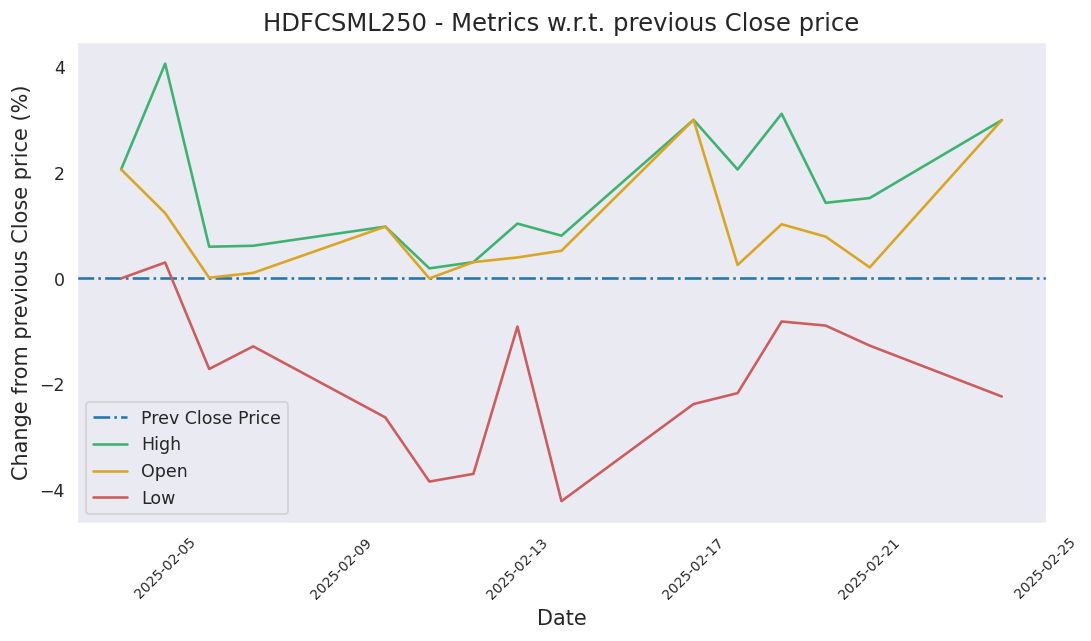 HDFCSML250 - Metrics w.r.t. previous Close price
Change from previous Close price (%)
4
2
0
−2
−4
Prev Close Price
High
Open
Low
2025-02-05
2025-02-09
2025-02-13
2025-02-17
2025-02-21
2025-02-25
Date